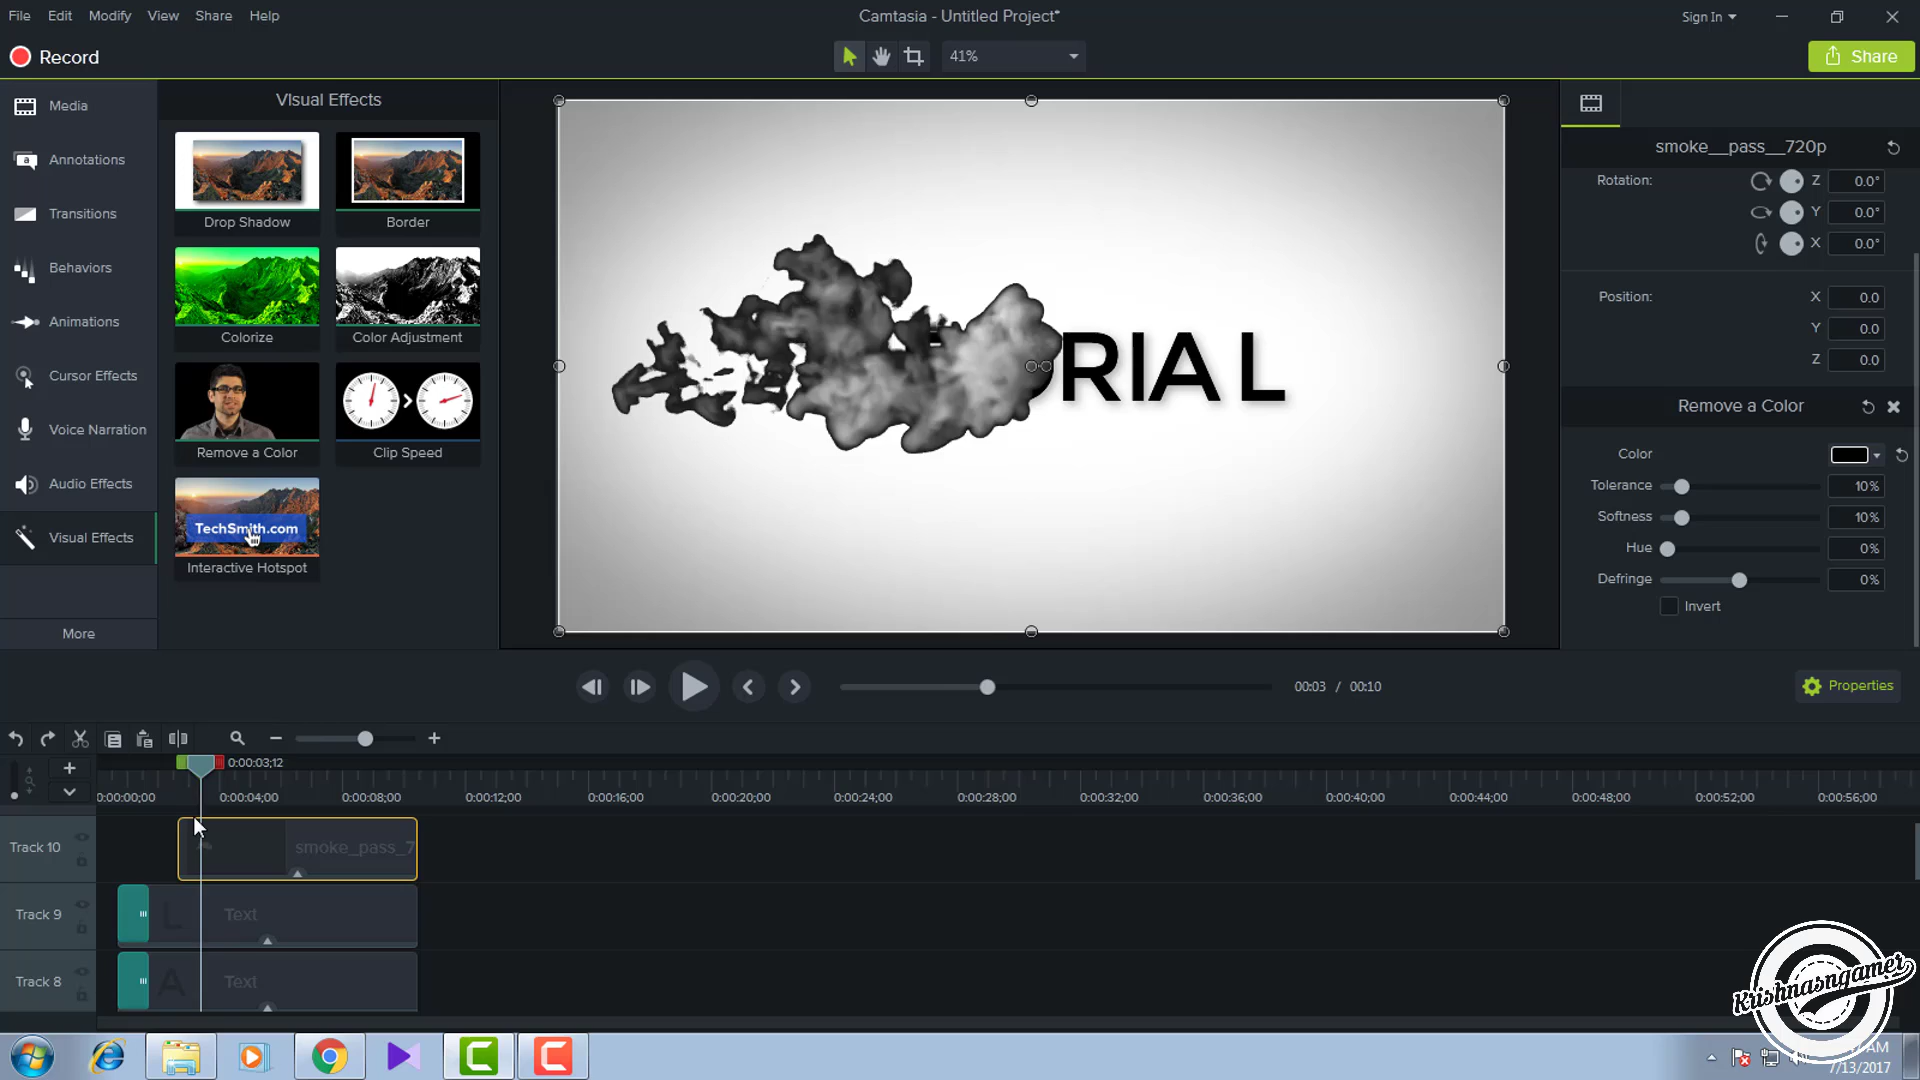 File Edit Modify View Share Help
Camtasia - Untitled Project*
Sign In
Record
41%
Share
Media
Annotations
Transitions
Behaviors
Animations
Cursor Effects
Voice Narration
Audio Effects
Visual Effects
More
Visual Effects
Drop Shadow
Border
Colorize
Color Adjustment
Remove a Color
Clip Speed
TechSmith.com
Interactive Hotspot
RIAL
smoke__pass__720p
Rotation:
Z 0.0°
Y 0.0°
X 0.0°
Position:
X 0.0
Y 0.0
Z 0.0
Remove a Color
Color
Tolerance 10%
Softness 10%
Hue 0%
Defringe 0%
Invert
00:03 / 00:10
Properties
0:00:03;12
0:00:00;00 0:00:04;00 0:00:08;00 0:00:12;00 0:00:16;00 0:00:20;00 0:00:24;00 0:00:28;00 0:00:32;00 0:00:36;00 0:00:40;00 0:00:44;00 0:00:48;00 0:00:52;00 0:00:56;00
Track 10
smoke_pass_7
Track 9
L Text
Track 8
A Text
Krishnasngamer
AM
7/13/2017